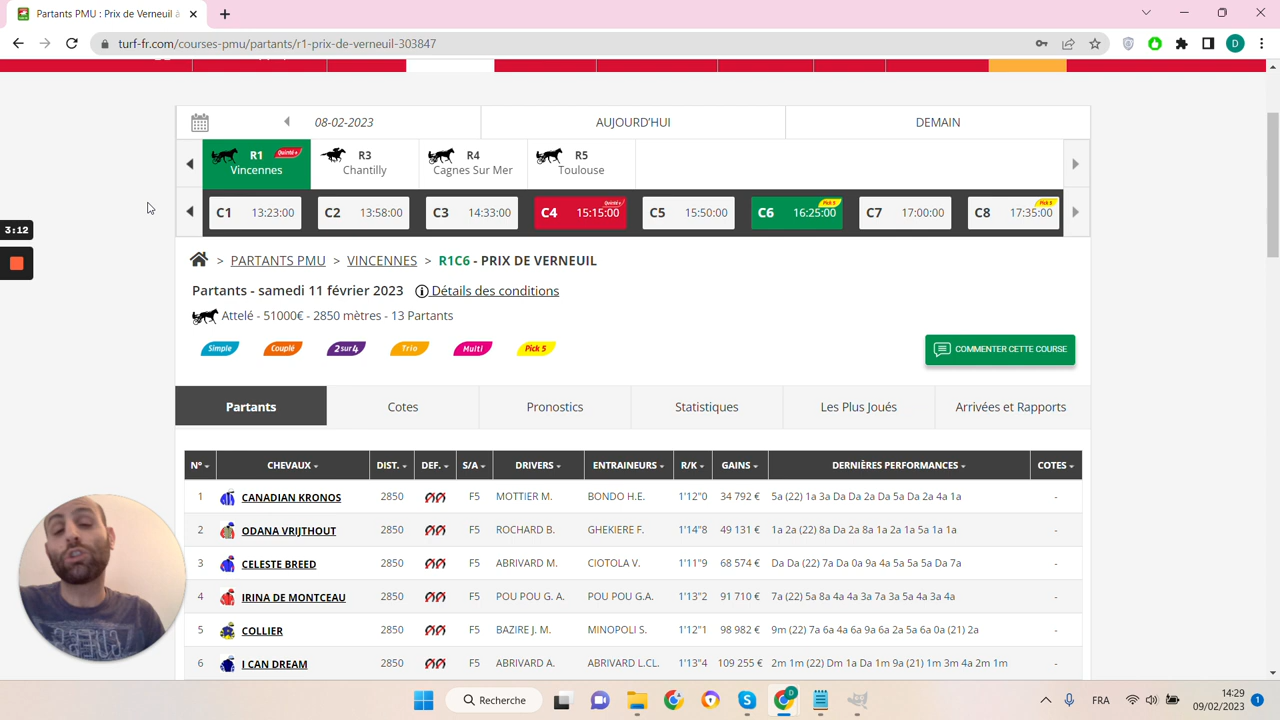 Partants PMU : Prix de Verneuil à
turf-fr.com/courses-pmu/partants/r1-prix-de-verneuil-303847
D
08-02-2023 AUJOURD'HUI DEMAIN
R1 Quinté+ R3 R4 R5
Vincennes Chantilly Cagnes Sur Mer Toulouse
Quinté+ Pick 5 Pick 5
C1 13:23:00 C2 13:58:00 C3 14:33:00 C4 15:15:00 C5 15:50:00 C6 16:25:00 C7 17:00:00 C8 17:35:00
3:12
> PARTANTS PMU > VINCENNES > R1C6 - PRIX DE VERNEUIL
Partants - samedi 11 février 2023 Détails des conditions
Attelé - 51000€ - 2850 mètres - 13 Partants
Simple Couplé 2sur4 Trio Multi Pick 5 COMMENTER CETTE COURSE
Partants Cotes Pronostics Statistiques Les Plus Joués Arrivées et Rapports
N° CHEVAUX DIST. DEF. S/A DRIVERS ENTRAINEURS R/K GAINS DERNIÈRES PERFORMANCES COTES
1 CANADIAN KRONOS 2850 F5 MOTTIER M. BONDO H.E. 1'12"0 34 792 € 5a (22) 1a 3a Da Da 2a Da 5a Da 2a 4a 1a -
2 ODANA VRIJTHOUT 2850 F5 ROCHARD B. GHEKIERE F. 1'14"8 49 131 € 1a 2a (22) 8a Da 2a 8a 1a 2a 1a 5a 1a 1a -
3 CELESTE BREED 2850 F5 ABRIVARD M. CIOTOLA V. 1'11"9 68 574 € Da Da (22) 7a Da 0a 9a 4a 5a 5a 5a Da 7a -
4 IRINA DE MONTCEAU 2850 F5 POU POU G. A. POU POU G.A. 1'13"2 91 710 € 7a (22) 5a 8a 4a 4a 3a 7a 3a 5a 4a 3a 4a -
5 COLLIER 2850 F5 BAZIRE J. M. MINOPOLI S. 1'12"1 98 982 € 9m (22) 7a 6a 4a 6a 9a 6a 2a 5a 6a 0a (21) 2a -
6 I CAN DREAM 2850 F5 ABRIVARD A. ABRIVARD L.CL. 1'13"4 109 255 € 2m 1m (22) Dm 1a Da 1m 9a (21) 1m 3m 4a 2m 1m -
Recherche D FRA 14:29
09/02/2023 1